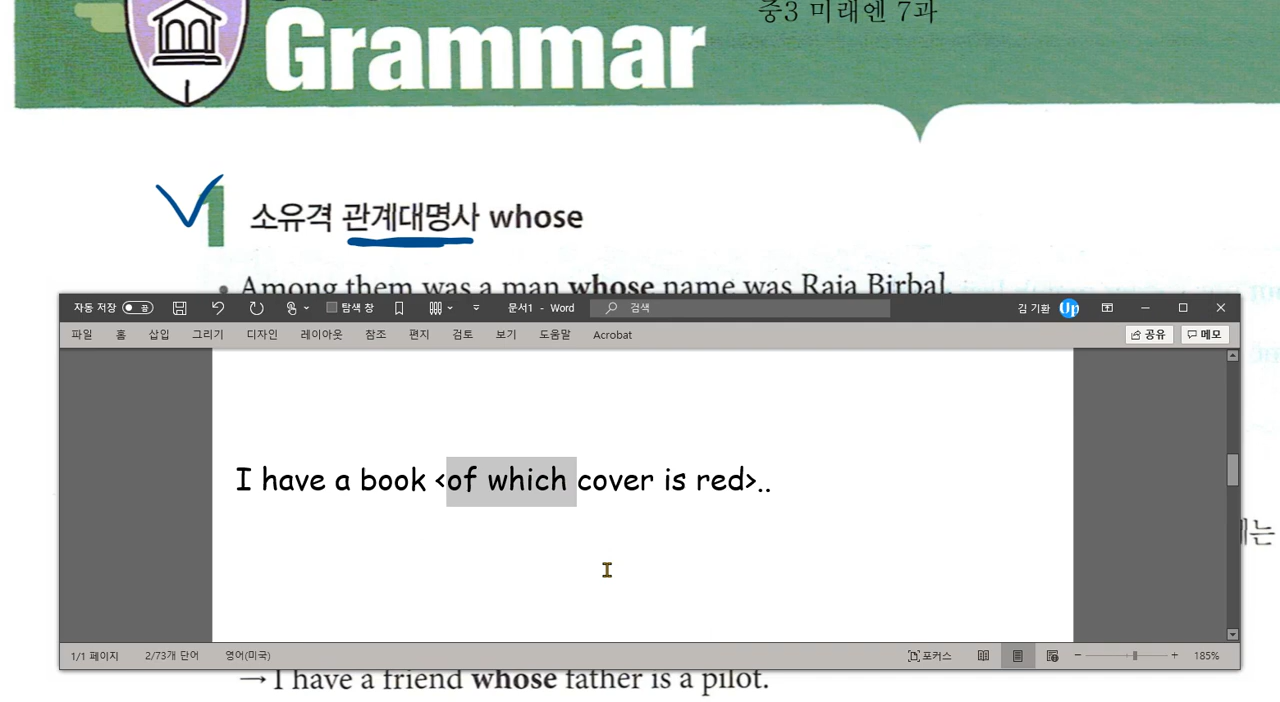 중3 미래엔 7과
Grammar
1 소유격 관계대명사 whose
• Among them was a man whose name was Raja Birbal.
자동 저장 끔 탐색 창 문서1 - Word 검색 김 기환 Up
파일 홈 삽입 그리기 디자인 레이아웃 참조 편지 검토 보기 도움말 Acrobat 공유 메모
I have a book <of which cover is red>..
1/1 페이지 2/73개 단어 영어(미국) 포커스 185%
→ I have a friend whose father is a pilot.